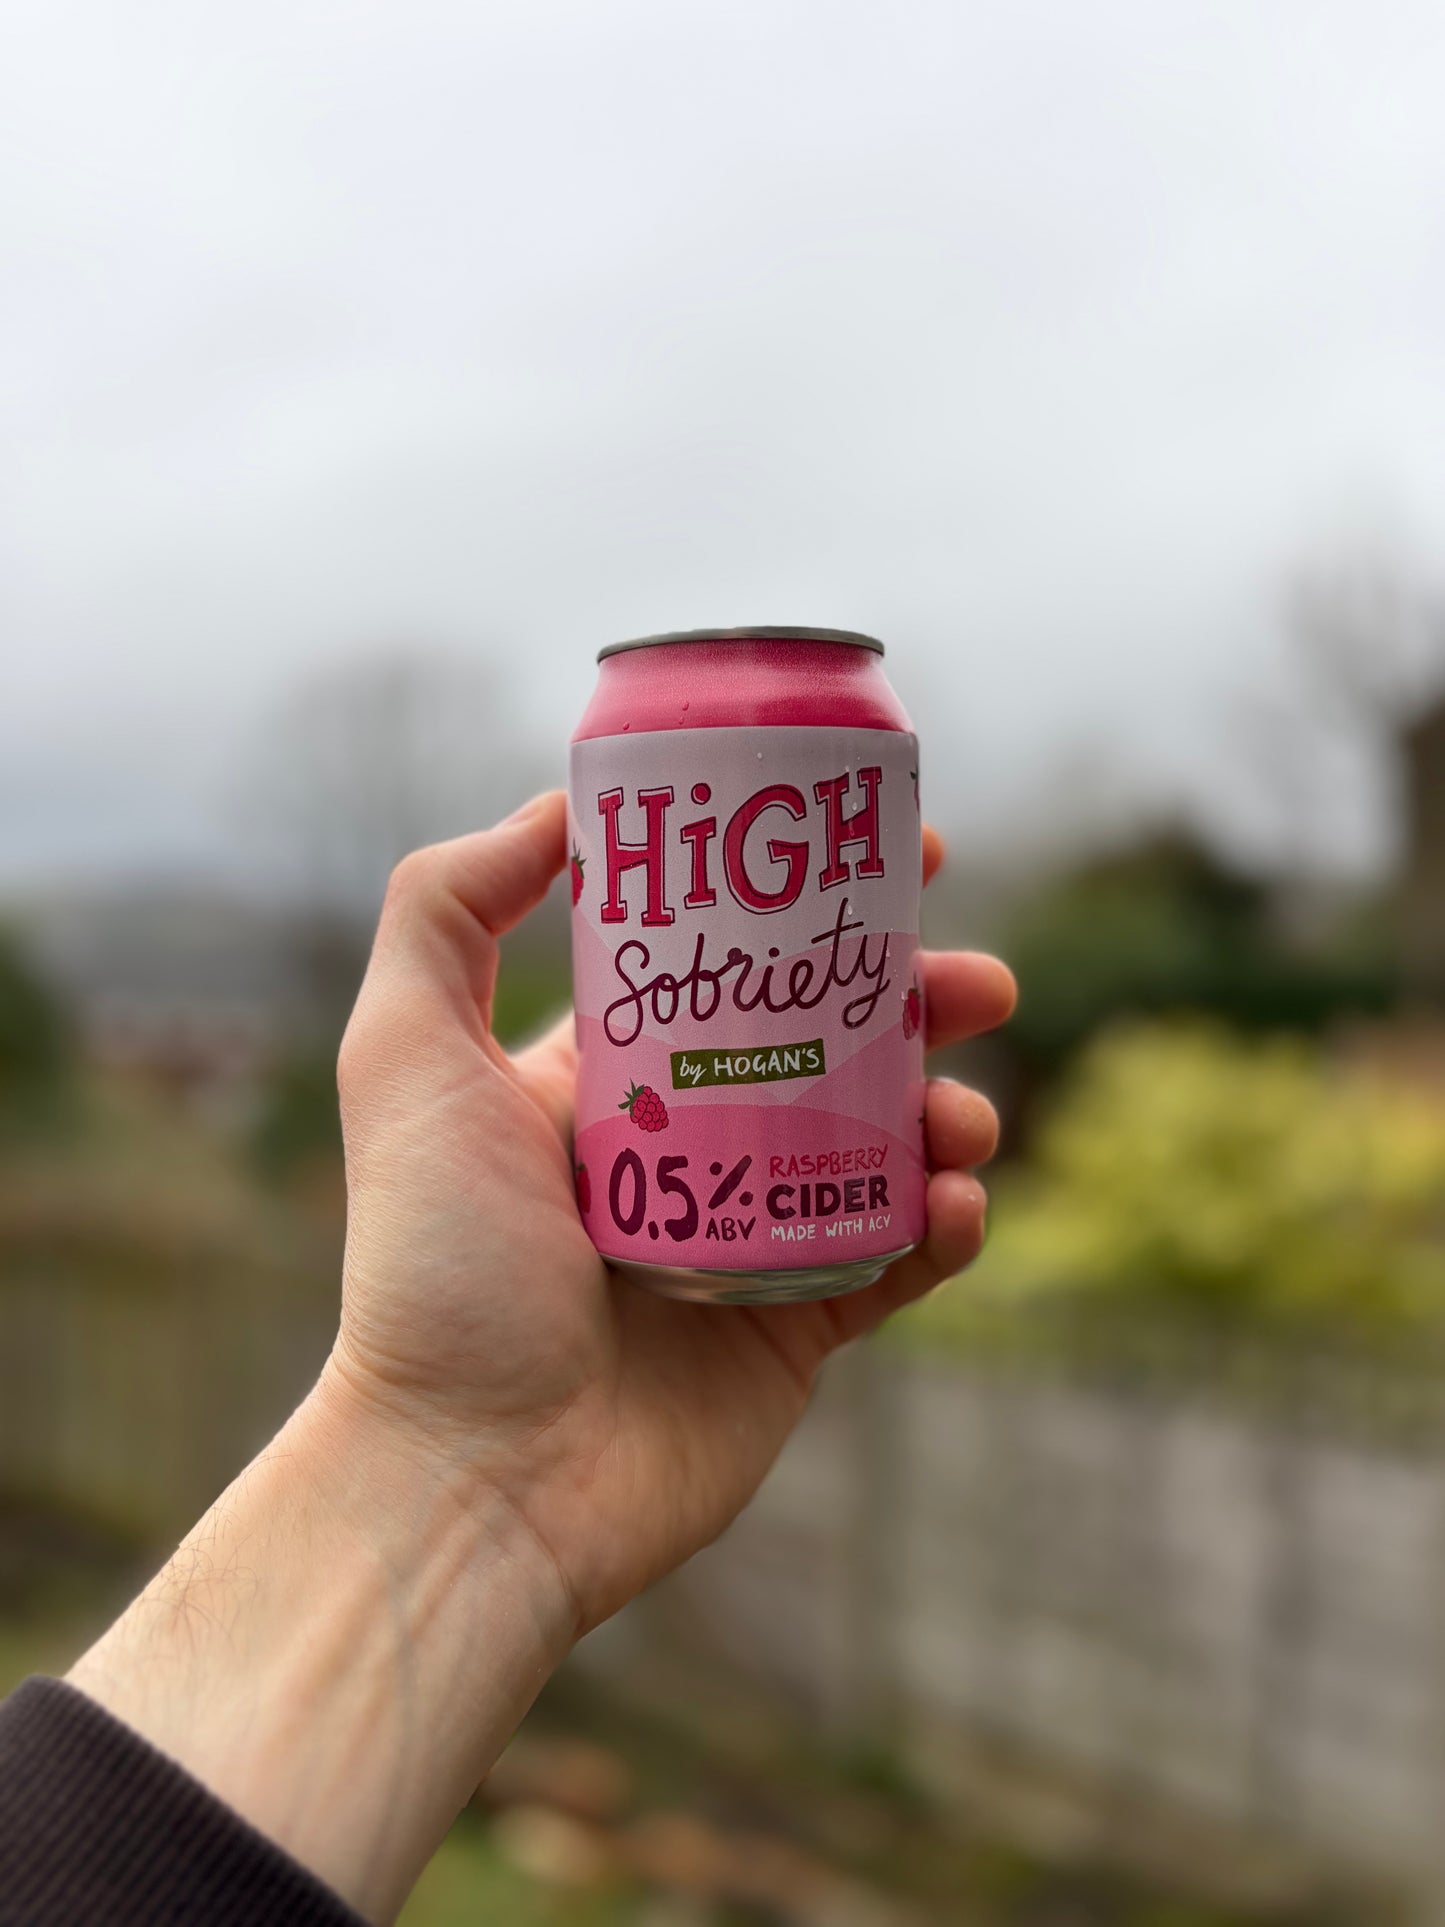 HiGH
Sobriety
by HOGAN'S
0.5% ABV
RASPBERRY
CIDER
MADE WITH ACV